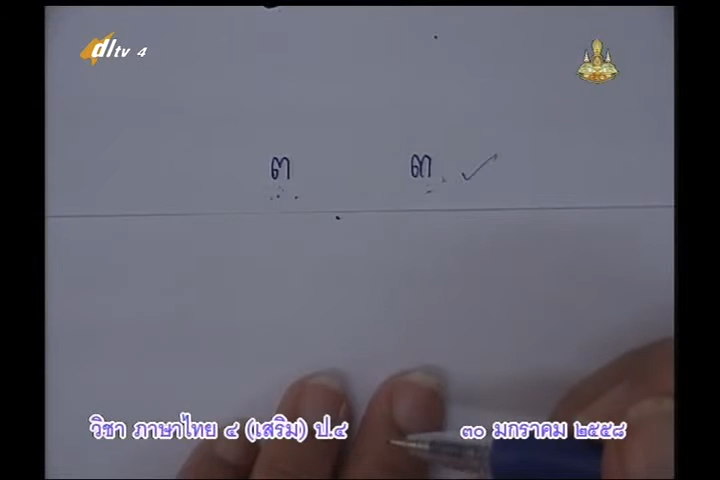 dltv 4
๓ ๓
วิชา ภาษาไทย ๔ (เสริม) ป.๔
๓๐ มกราคม ๒๕๕๘